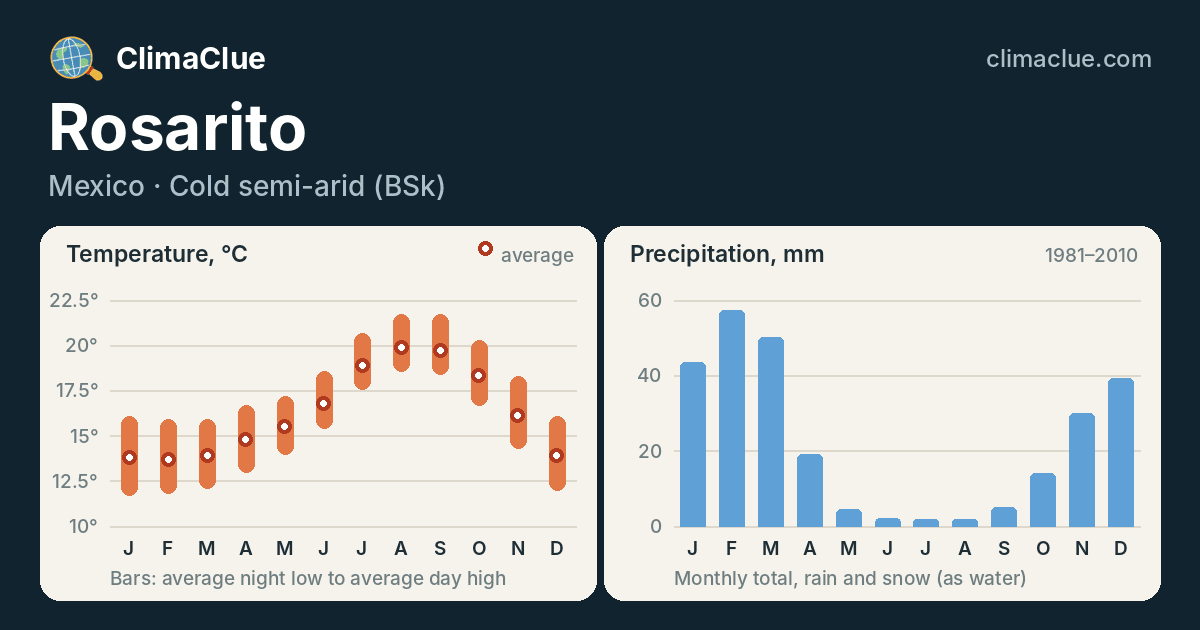 ClimaClue
climaclue.com
Rosarito
Mexico · Cold semi-arid (BSk)
Temperature, °C
average
22.5°
20°
17.5°
15°
12.5°
10°
J F M A M J J A S O N D
Bars: average night low to average day high
Precipitation, mm
1981–2010
60
40
20
0
J F M A M J J A S O N D
Monthly total, rain and snow (as water)